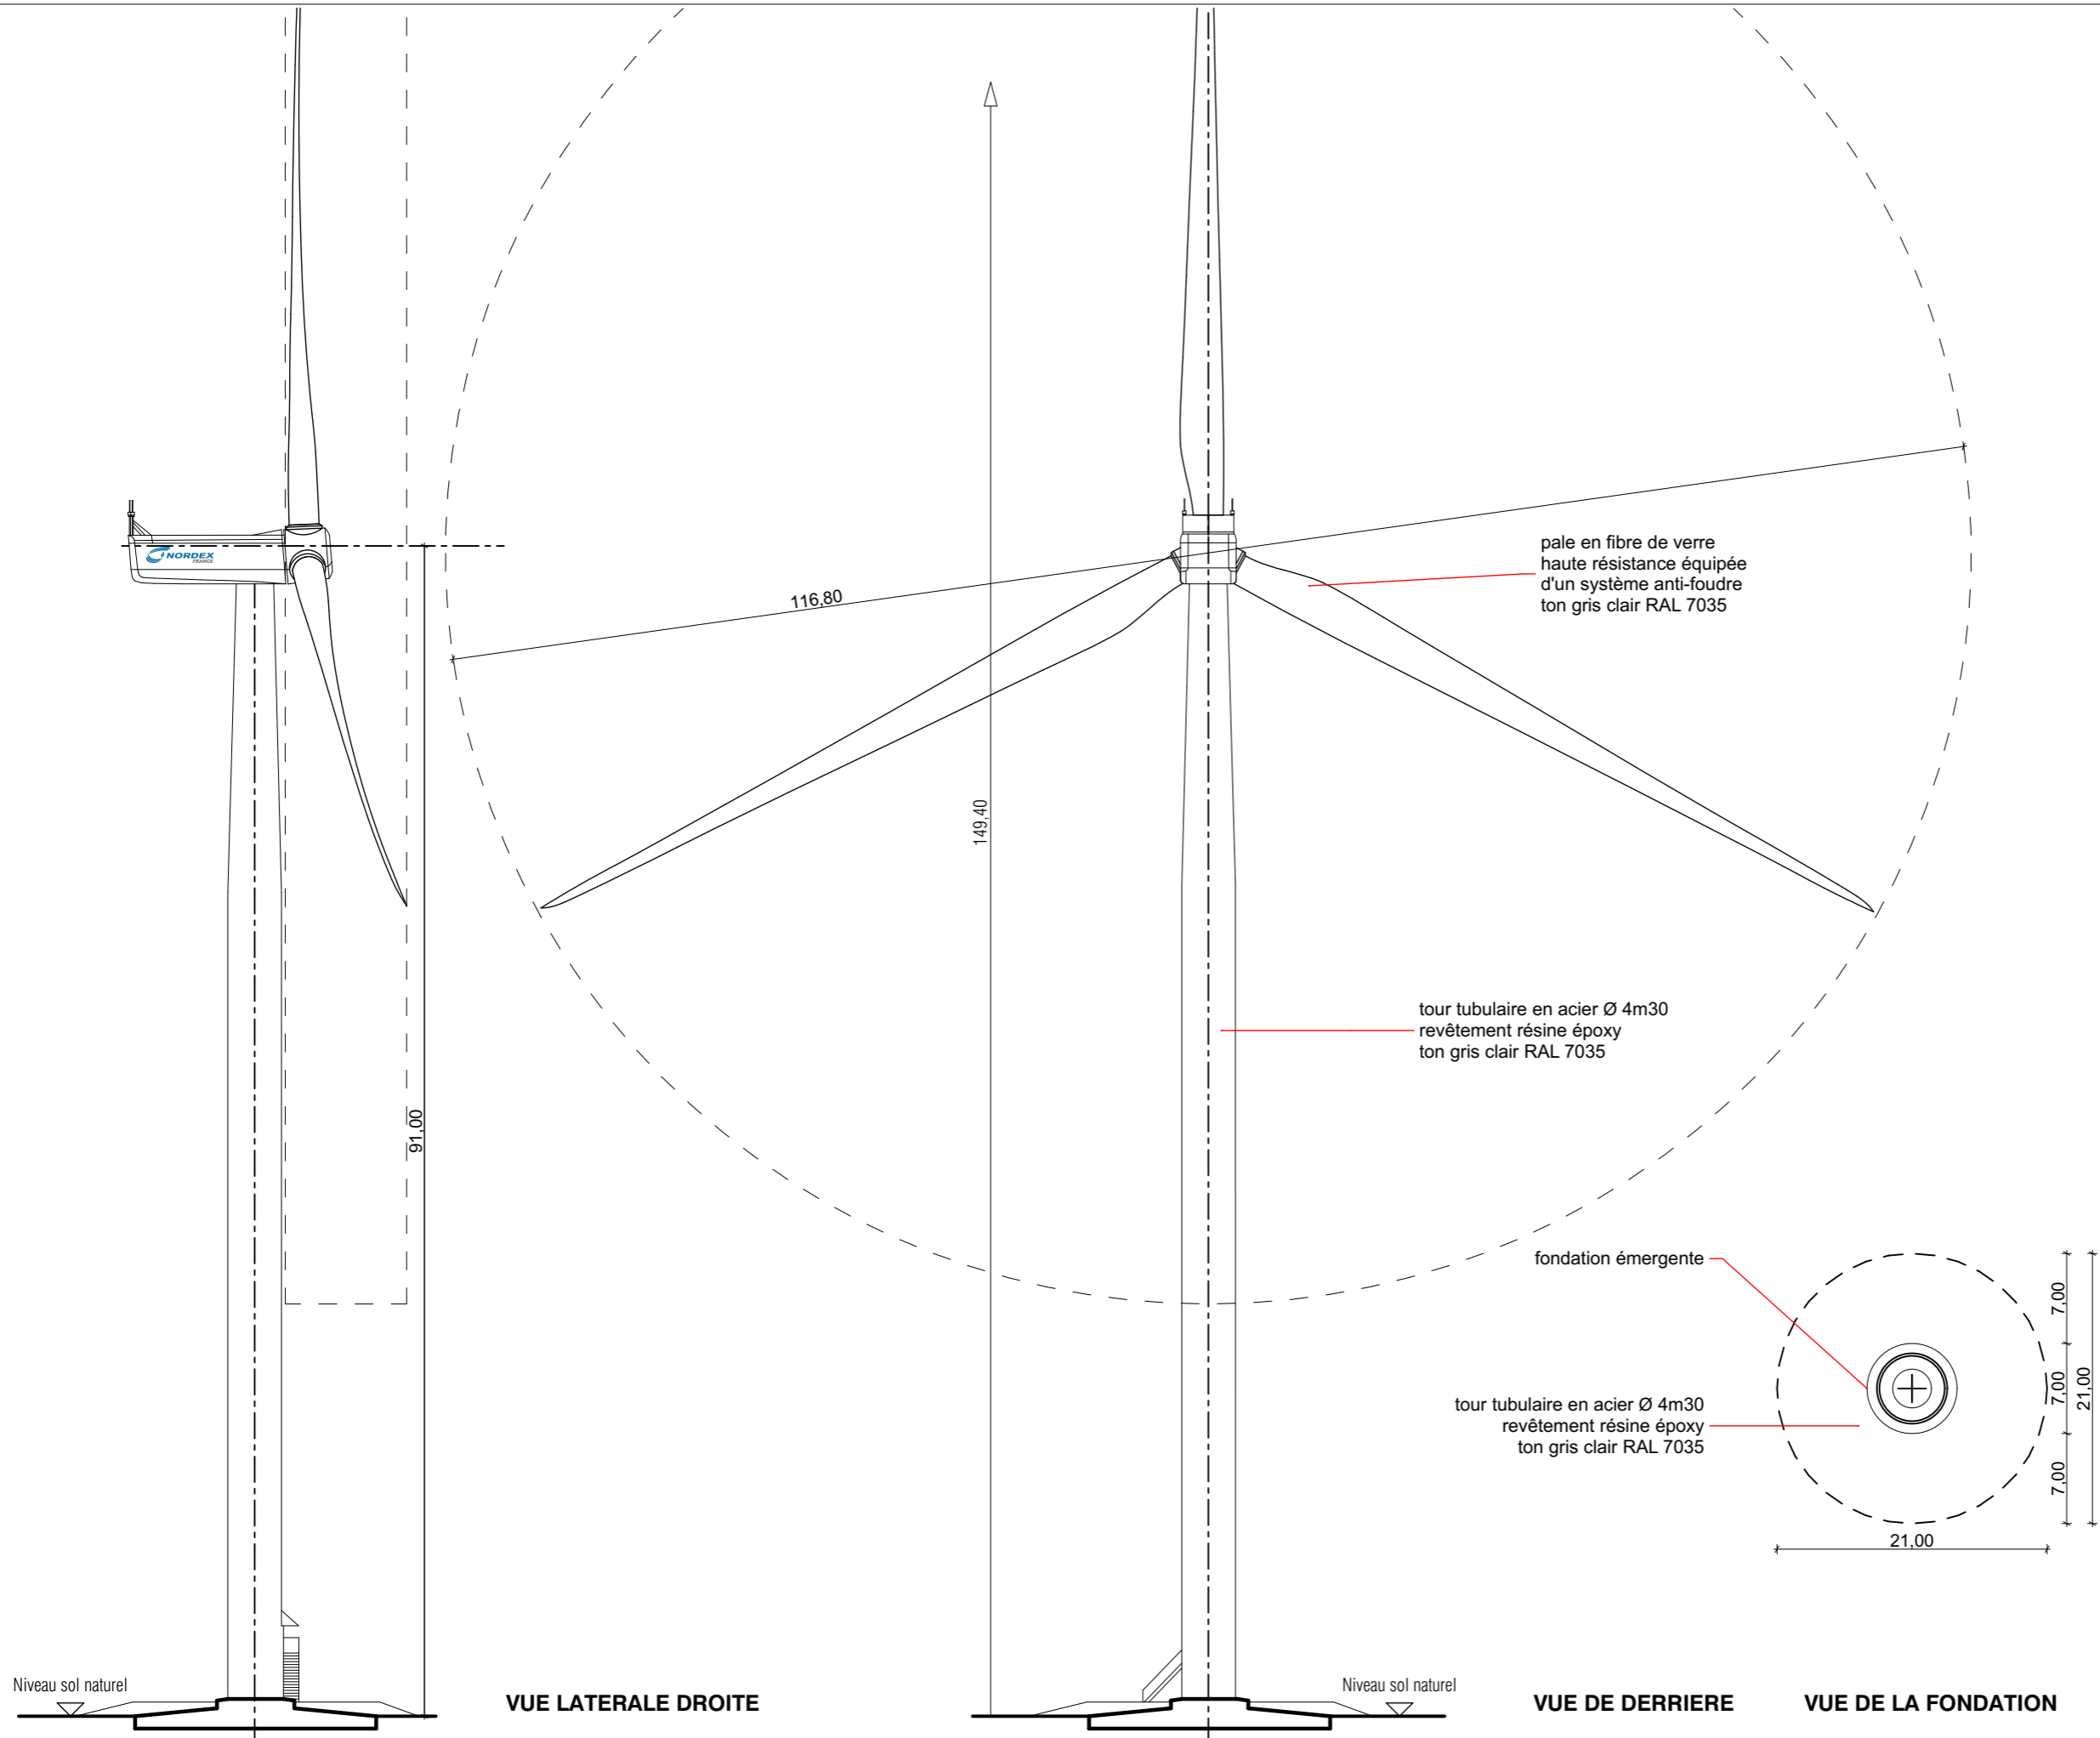 NORDEX
FRANCE
116,80
pale en fibre de verre
haute résistance équipée
d'un système anti-foudre
ton gris clair RAL 7035
149,40
tour tubulaire en acier Ø 4m30
revêtement résine époxy
ton gris clair RAL 7035
91,00
fondation émergente
7,00
7,00
21,00
tour tubulaire en acier Ø 4m30
revêtement résine époxy
ton gris clair RAL 7035
7,00
21,00
Niveau sol naturel
VUE LATERALE DROITE
Niveau sol naturel
VUE DE DERRIERE
VUE DE LA FONDATION